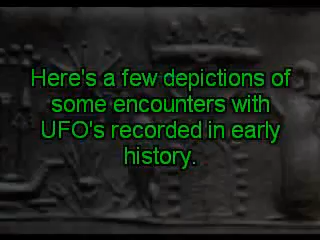 Here's a few depictions of
some encounters with
UFO's recorded in early
history.